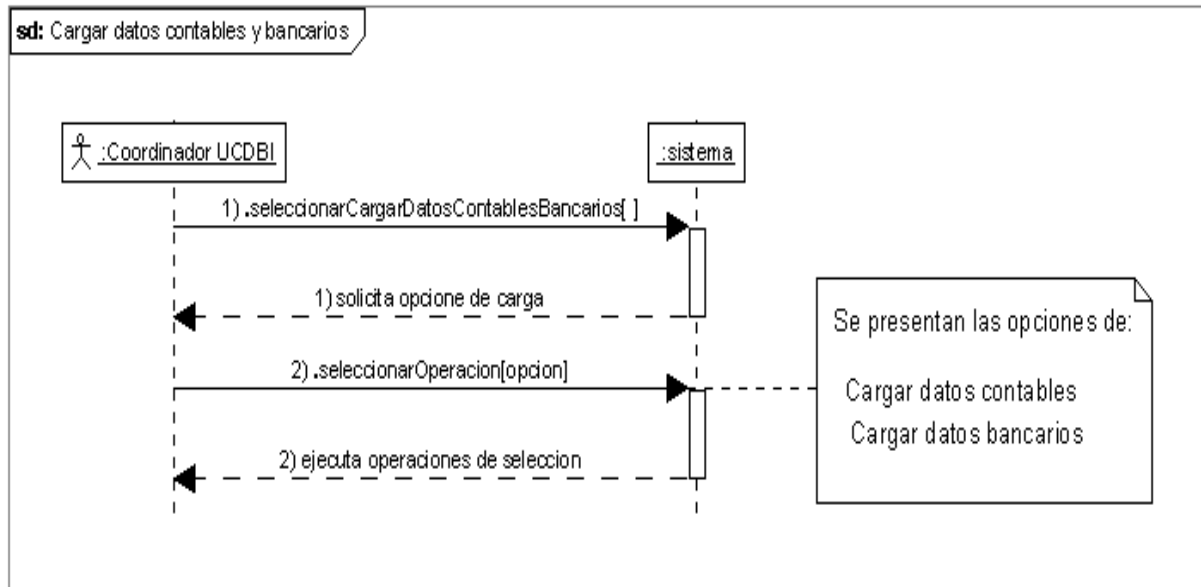 sd: Cargar datos contables y bancarios
:Coordinador UCDBI
:sistema
1) .seleccionarCargarDatosContablesBancarios[ ]
1) solicita opcione de carga
2) .seleccionarOperacion[opcion]
2) ejecuta operaciones de seleccion
Se presentan las opciones de:
Cargar datos contables
Cargar datos bancarios